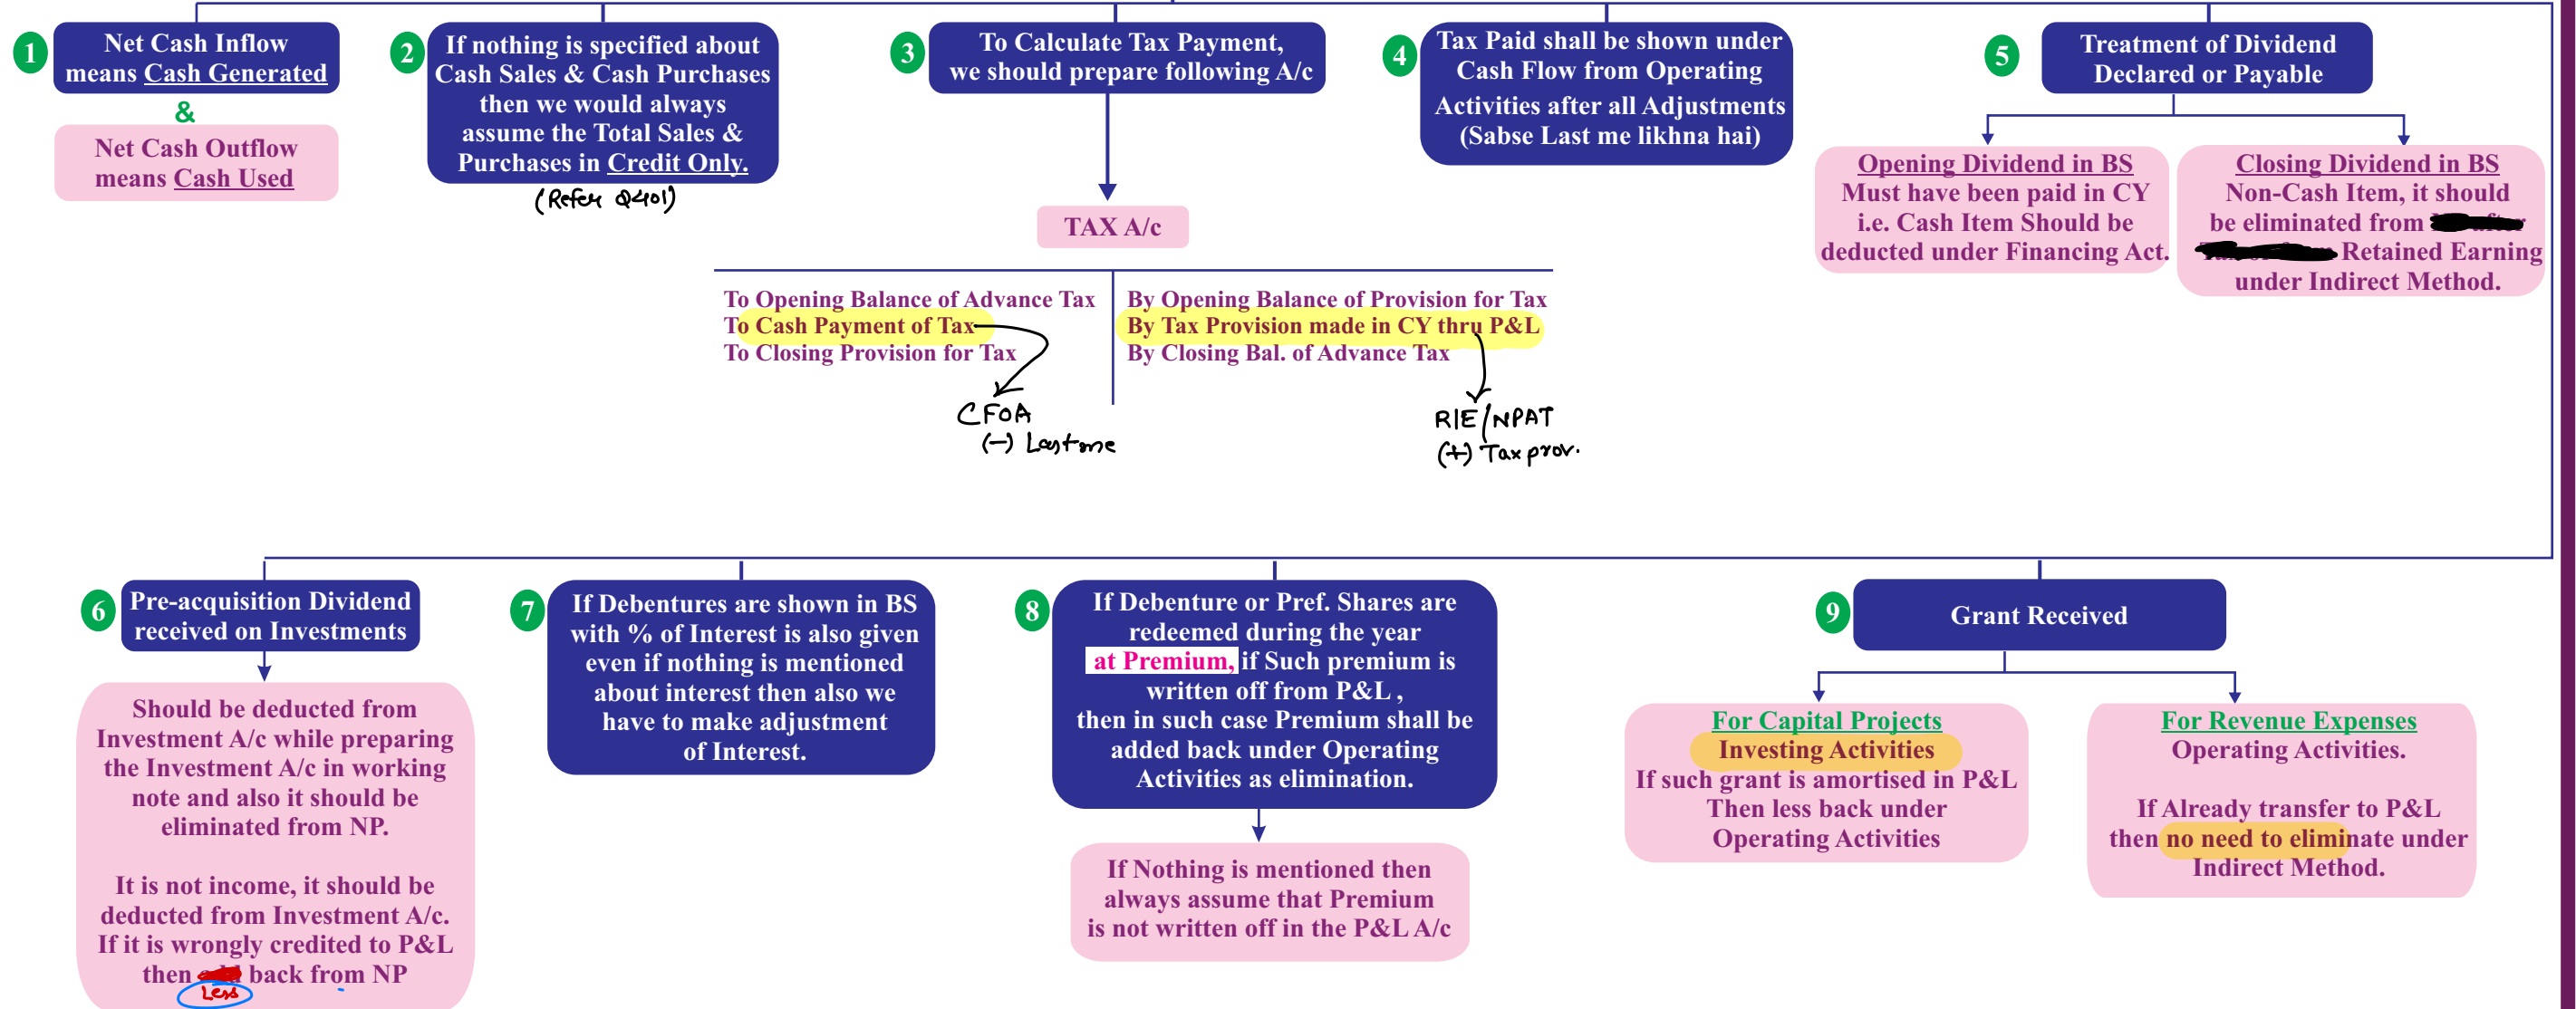 1
Net Cash Inflow
means Cash Generated
&
Net Cash Outflow
means Cash Used
2
If nothing is specified about
Cash Sales & Cash Purchases
then we would always
assume the Total Sales &
Purchases in Credit Only.
(Refer Q401)
3
To Calculate Tax Payment,
we should prepare following A/c
TAX A/c
To Opening Balance of Advance Tax
To Cash Payment of Tax
To Closing Provision for Tax
By Opening Balance of Provision for Tax
By Tax Provision made in CY thru P&L
By Closing Bal. of Advance Tax
CFOA
(-) Last me
R/E/NPAT
(+) Tax prov.
4
Tax Paid shall be shown under
Cash Flow from Operating
Activities after all Adjustments
(Sabse Last me likhna hai)
5
Treatment of Dividend
Declared or Payable
Opening Dividend in BS
Must have been paid in CY
i.e. Cash Item Should be
deducted under Financing Act.
Closing Dividend in BS
Non-Cash Item, it should
be eliminated from
Retained Earning
under Indirect Method.
6
Pre-acquisition Dividend
received on Investments
Should be deducted from
Investment A/c while preparing
the Investment A/c in working
note and also it should be
eliminated from NP.
It is not income, it should be
deducted from Investment A/c.
If it is wrongly credited to P&L
then back from NP
Less
7
If Debentures are shown in BS
with % of Interest is also given
even if nothing is mentioned
about interest then also we
have to make adjustment
of Interest.
8
If Debenture or Pref. Shares are
redeemed during the year
at Premium, if Such premium is
written off from P&L ,
then in such case Premium shall be
added back under Operating
Activities as elimination.
If Nothing is mentioned then
always assume that Premium
is not written off in the P&L A/c
9
Grant Received
For Capital Projects
Investing Activities
If such grant is amortised in P&L
Then less back under
Operating Activities
For Revenue Expenses
Operating Activities.
If Already transfer to P&L
then no need to eliminate under
Indirect Method.